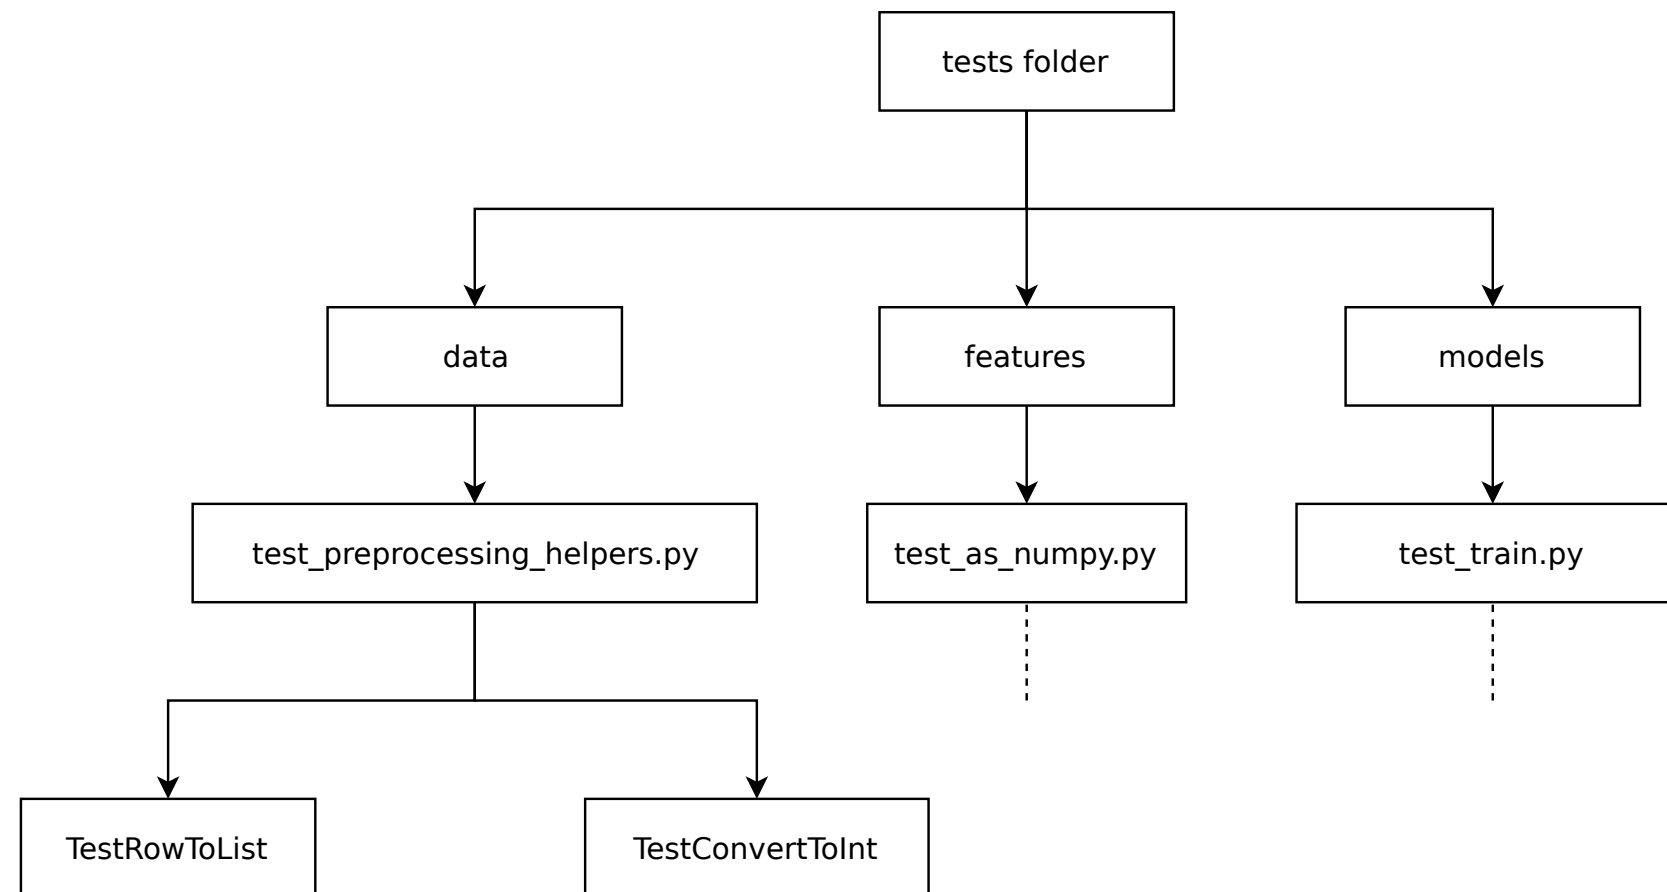 tests folder
data
features
models
test_preprocessing_helpers.py
test_as_numpy.py
test_train.py
TestRowToList
TestConvertToInt